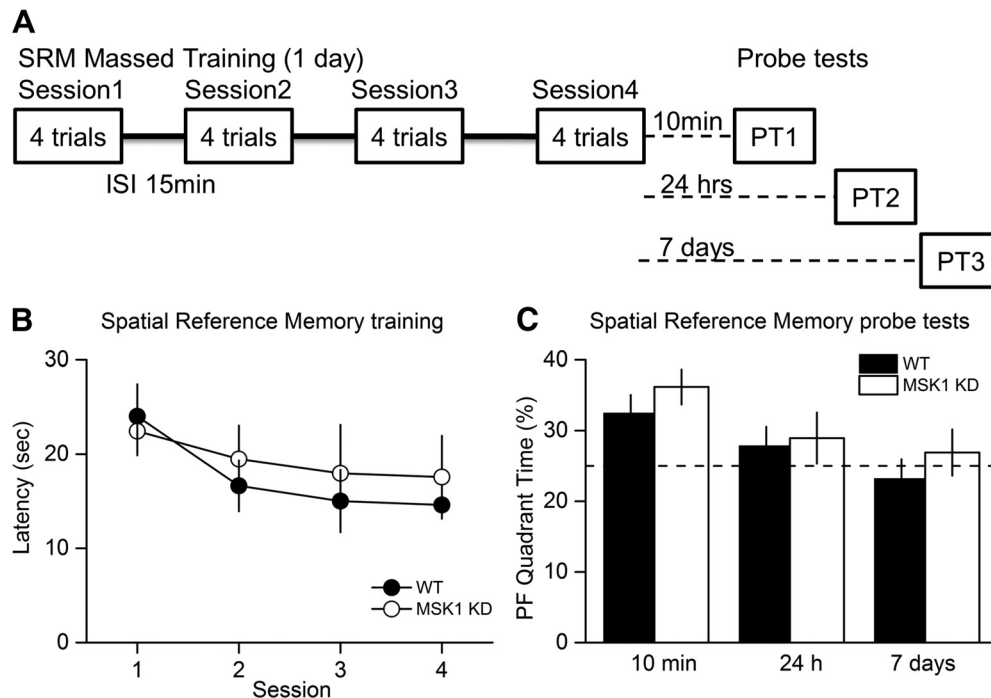 A
SRM Massed Training (1 day)
Probe tests
Session1 Session2 Session3 Session4
4 trials 4 trials 4 trials 4 trials 10min PT1
ISI 15min
24 hrs PT2
7 days PT3
B Spatial Reference Memory training
30
20
10
0
Latency (sec)
WT
MSK1 KD
1 2 3 4
Session
C Spatial Reference Memory probe tests
40
30
20
10
0
PF Quadrant Time (%)
WT
MSK1 KD
10 min 24 h 7 days